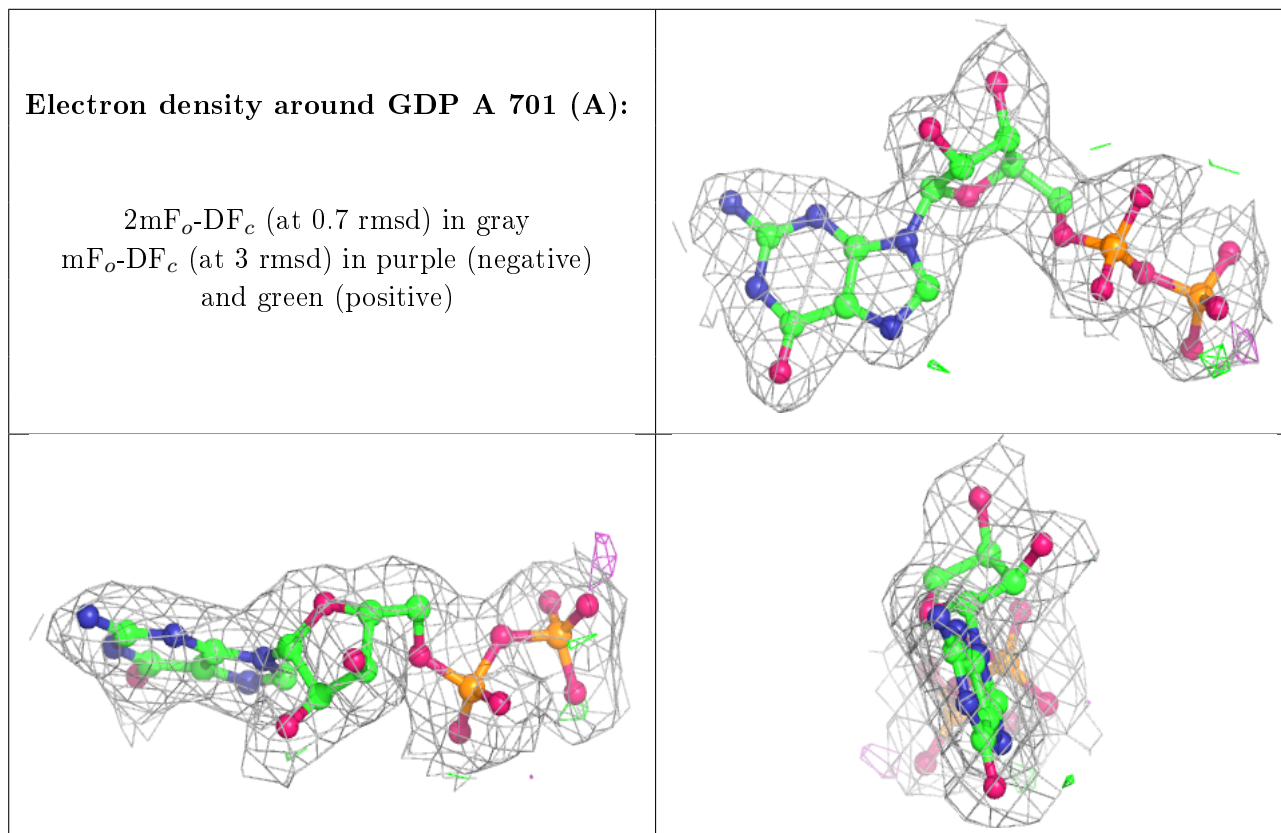 Electron density around GDP A 701 (A):
2mFo-DFc (at 0.7 rmsd) in gray
mFo-DFc (at 3 rmsd) in purple (negative)
and green (positive)